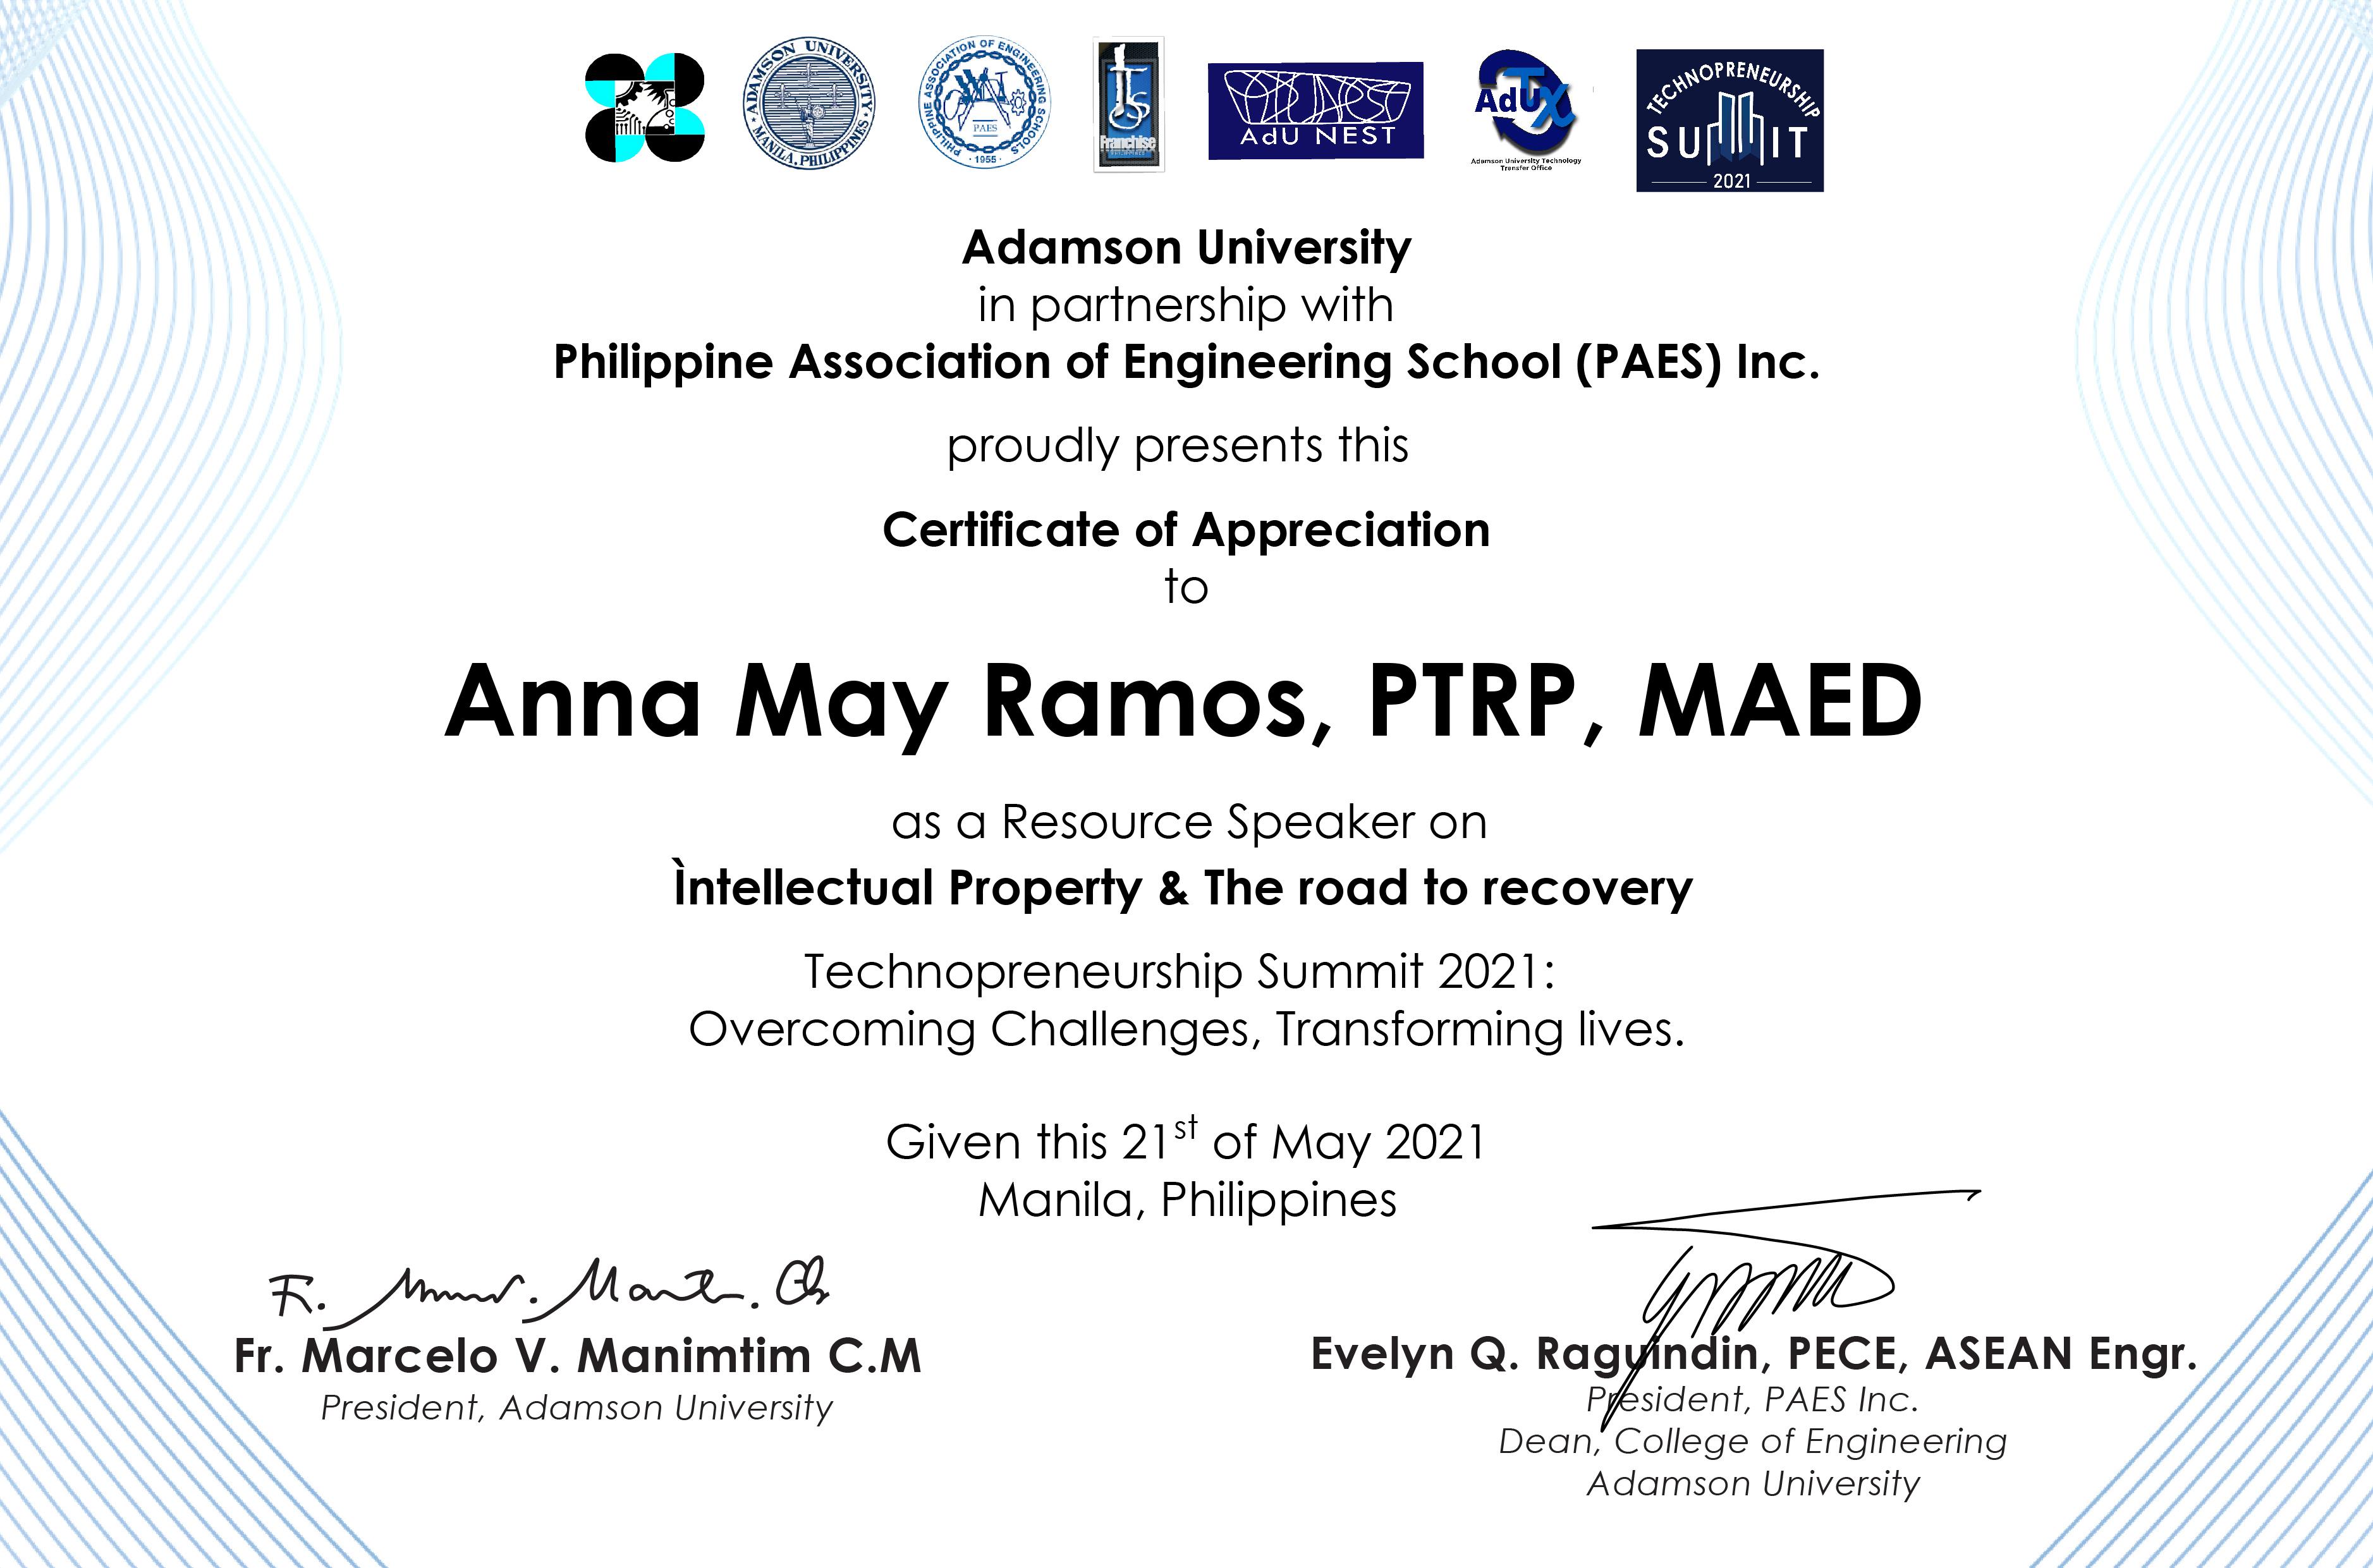 ADAMSON UNIVERSITY
MANILA, PHILIPPINES
PHILIPPINE ASSOCIATION OF ENGINEERING SCHOOLS
PAES
1955
Franchise
AdU NEST
AdUTX
Adamson University Technology
Transfer Office
TECHNOPRENEURSHIP
SUMMIT
2021
Adamson University
in partnership with
Philippine Association of Engineering School (PAES) Inc.
proudly presents this
Certificate of Appreciation
to
Anna May Ramos, PTRP, MAED
as a Resource Speaker on
Ìntellectual Property & The road to recovery
Technopreneurship Summit 2021:
Overcoming Challenges, Transforming lives.
Given this 21st of May 2021
Manila, Philippines
Fr. Marcelo V. Manimtim C.M
President, Adamson University
Evelyn Q. Raguindin, PECE, ASEAN Engr.
President, PAES Inc.
Dean, College of Engineering
Adamson University